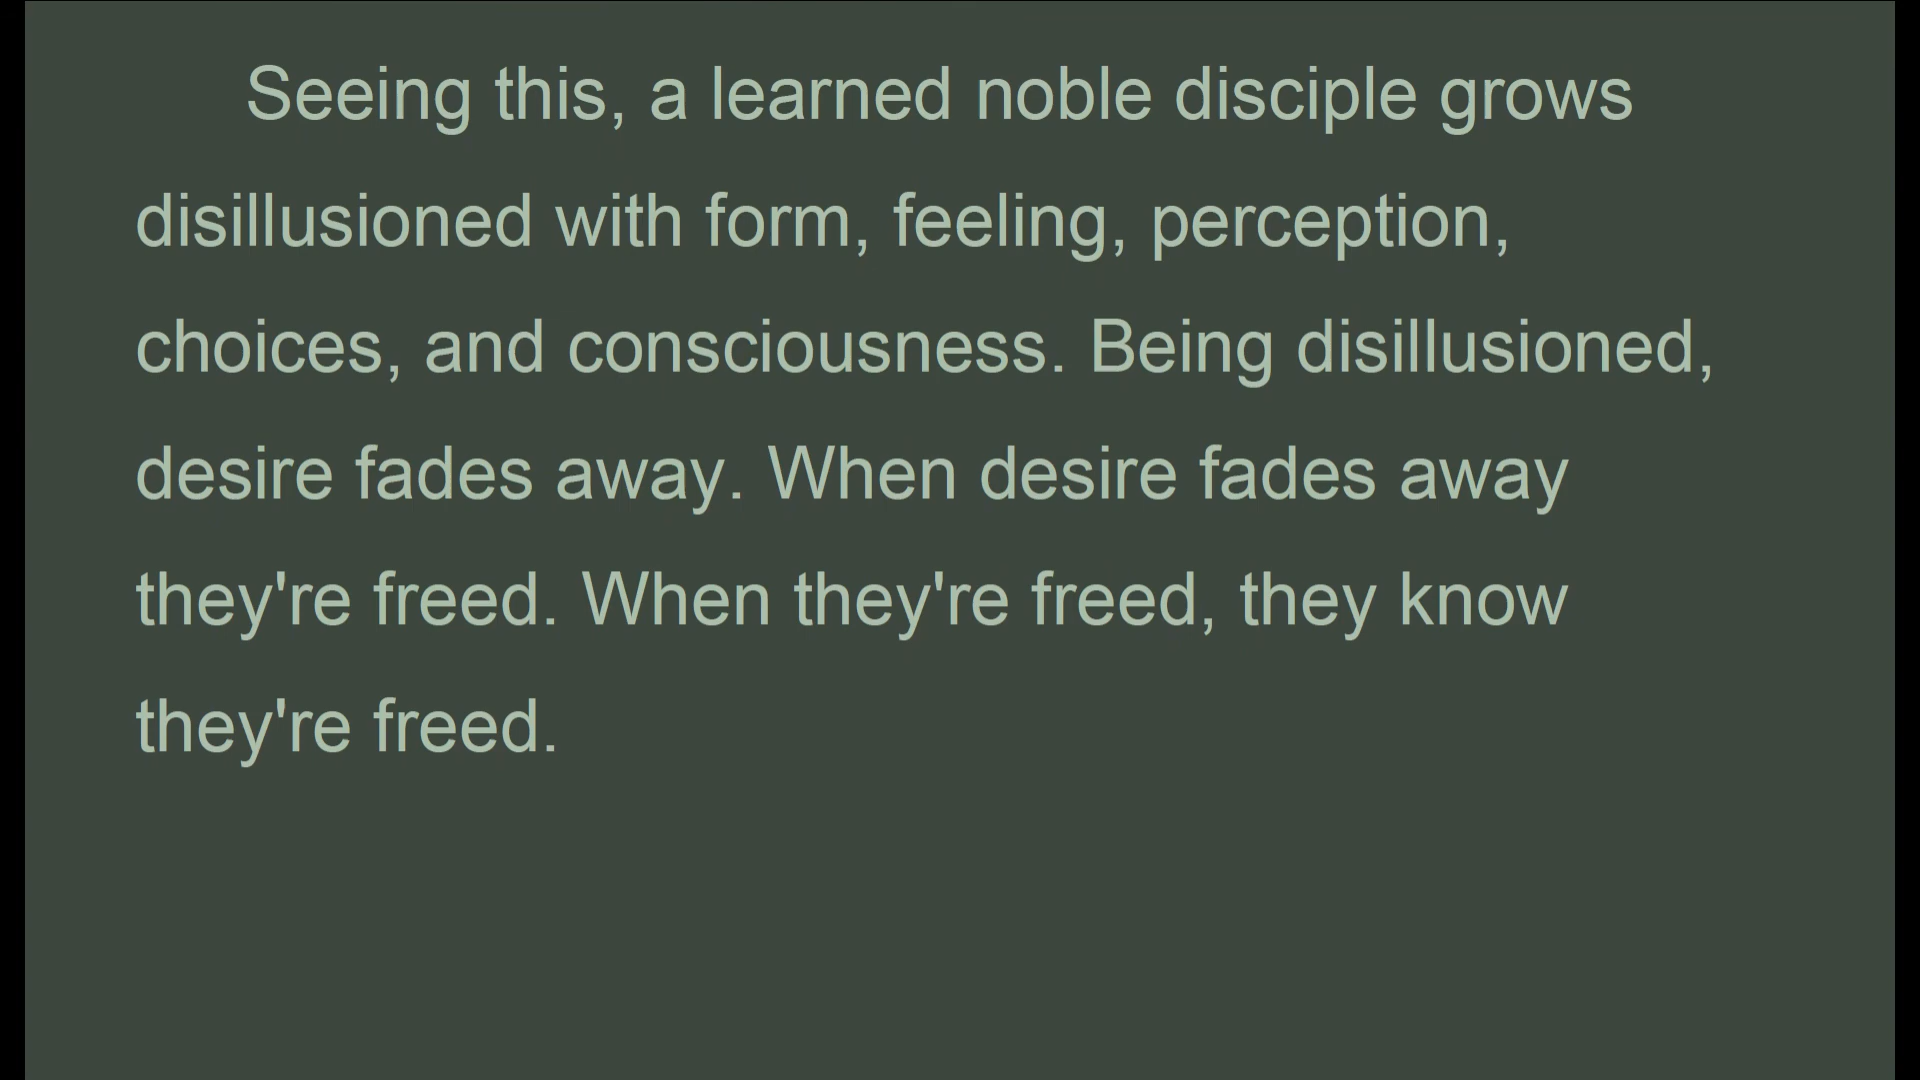 Seeing this, a learned noble disciple grows
disillusioned with form, feeling, perception,
choices, and consciousness. Being disillusioned,
desire fades away. When desire fades away
they're freed. When they're freed, they know
they're freed.